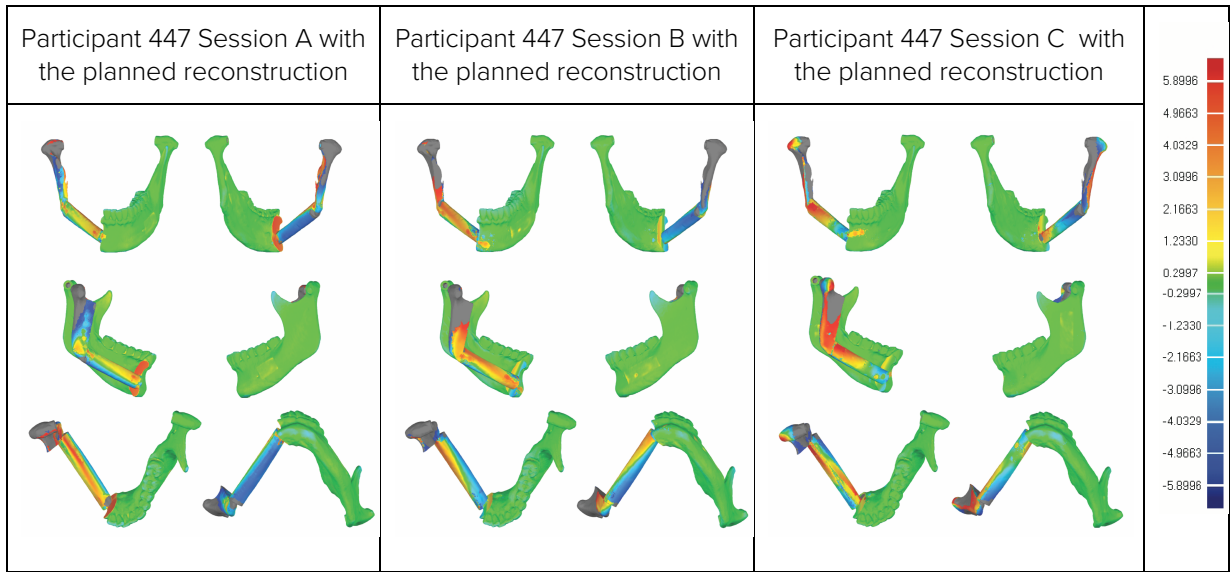 Participant 447 Session A with
the planned reconstruction
Participant 447 Session B with
the planned reconstruction
Participant 447 Session C  with
the planned reconstruction
5.8996
4.9663
4.0330
3.0996
2.1663
1.2330
0.2997
-0.2997
-1.2330
-2.1663
-3.0996
-4.0329
-4.9663
-5.8996